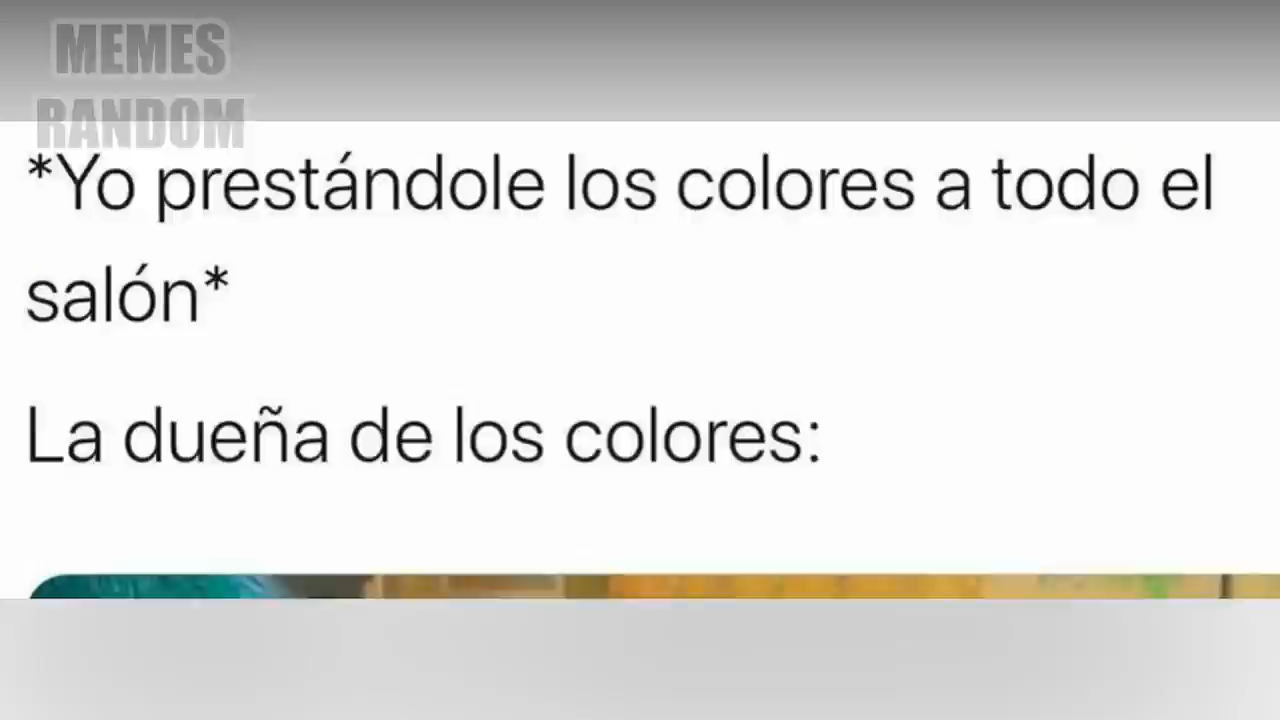 MEMES
RANDOM
*Yo prestándole los colores a todo el
salón*
La dueña de los colores: